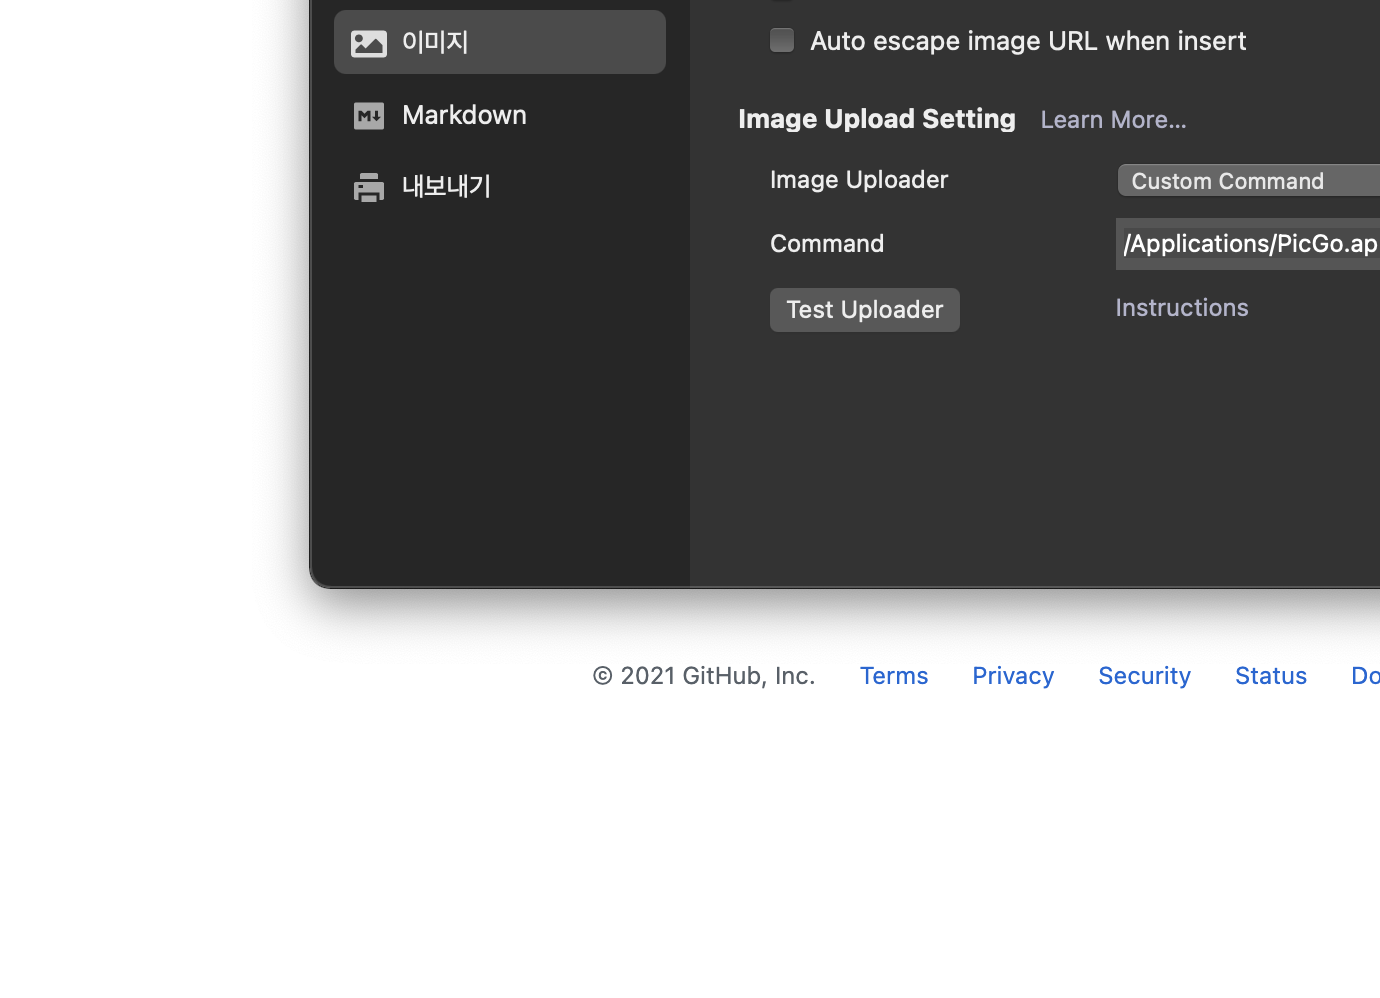 이미지
Markdown
내보내기
Auto escape image URL when insert
Image Upload Setting Learn More...
Image Uploader Custom Command
Command /Applications/PicGo.ap
Test Uploader Instructions
© 2021 GitHub, Inc. Terms Privacy Security Status Do